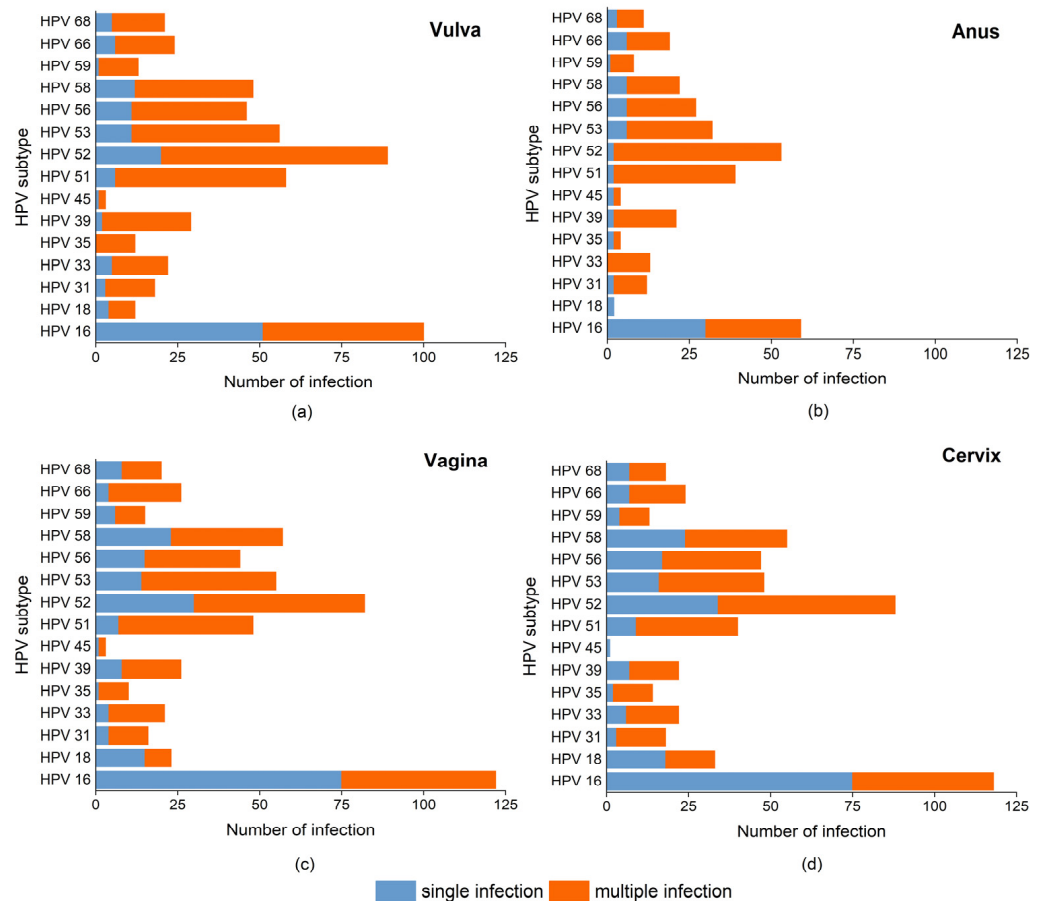 Vulva
HPV subtype
HPV 68
HPV 66
HPV 59
HPV 58
HPV 56
HPV 53
HPV 52
HPV 51
HPV 45
HPV 39
HPV 35
HPV 33
HPV 31
HPV 18
HPV 16
0 25 50 75 100 125
Number of infection
(a)
Anus
HPV subtype
HPV 68
HPV 66
HPV 59
HPV 58
HPV 56
HPV 53
HPV 52
HPV 51
HPV 45
HPV 39
HPV 35
HPV 33
HPV 31
HPV 18
HPV 16
0 25 50 75 100 125
Number of infection
(b)
Vagina
HPV subtype
HPV 68
HPV 66
HPV 59
HPV 58
HPV 56
HPV 53
HPV 52
HPV 51
HPV 45
HPV 39
HPV 35
HPV 33
HPV 31
HPV 18
HPV 16
0 25 50 75 100 125
Number of infection
(c)
Cervix
HPV subtype
HPV 68
HPV 66
HPV 59
HPV 58
HPV 56
HPV 53
HPV 52
HPV 51
HPV 45
HPV 39
HPV 35
HPV 33
HPV 31
HPV 18
HPV 16
0 25 50 75 100 125
Number of infection
(d)
single infection multiple infection